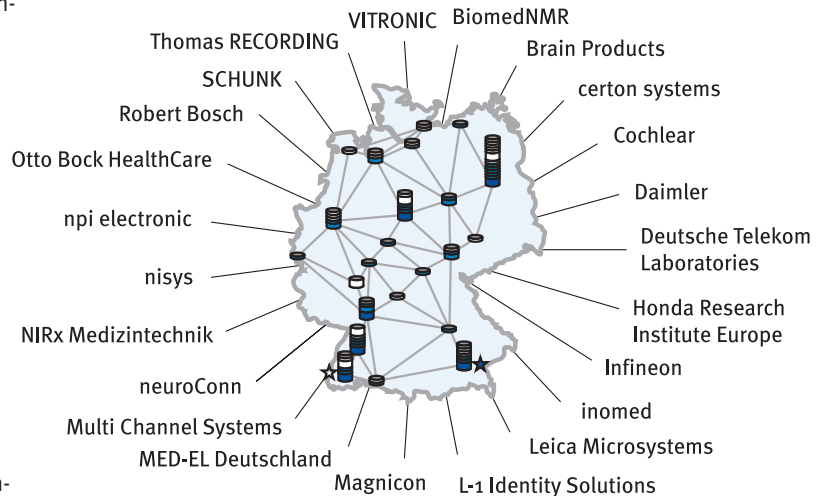 n-
VITRONIC
BiomedNMR
Thomas RECORDING
Brain Products
SCHUNK
certon systems
Robert Bosch
Cochlear
Otto Bock HealthCare
Daimler
npi electronic
Deutsche Telekom
Laboratories
nisys
Honda Research
Institute Europe
NIRx Medizintechnik
Infineon
neuroConn
inomed
Multi Channel Systems
Leica Microsystems
MED-EL Deutschland
Magnicon
L-1 Identity Solutions
n-